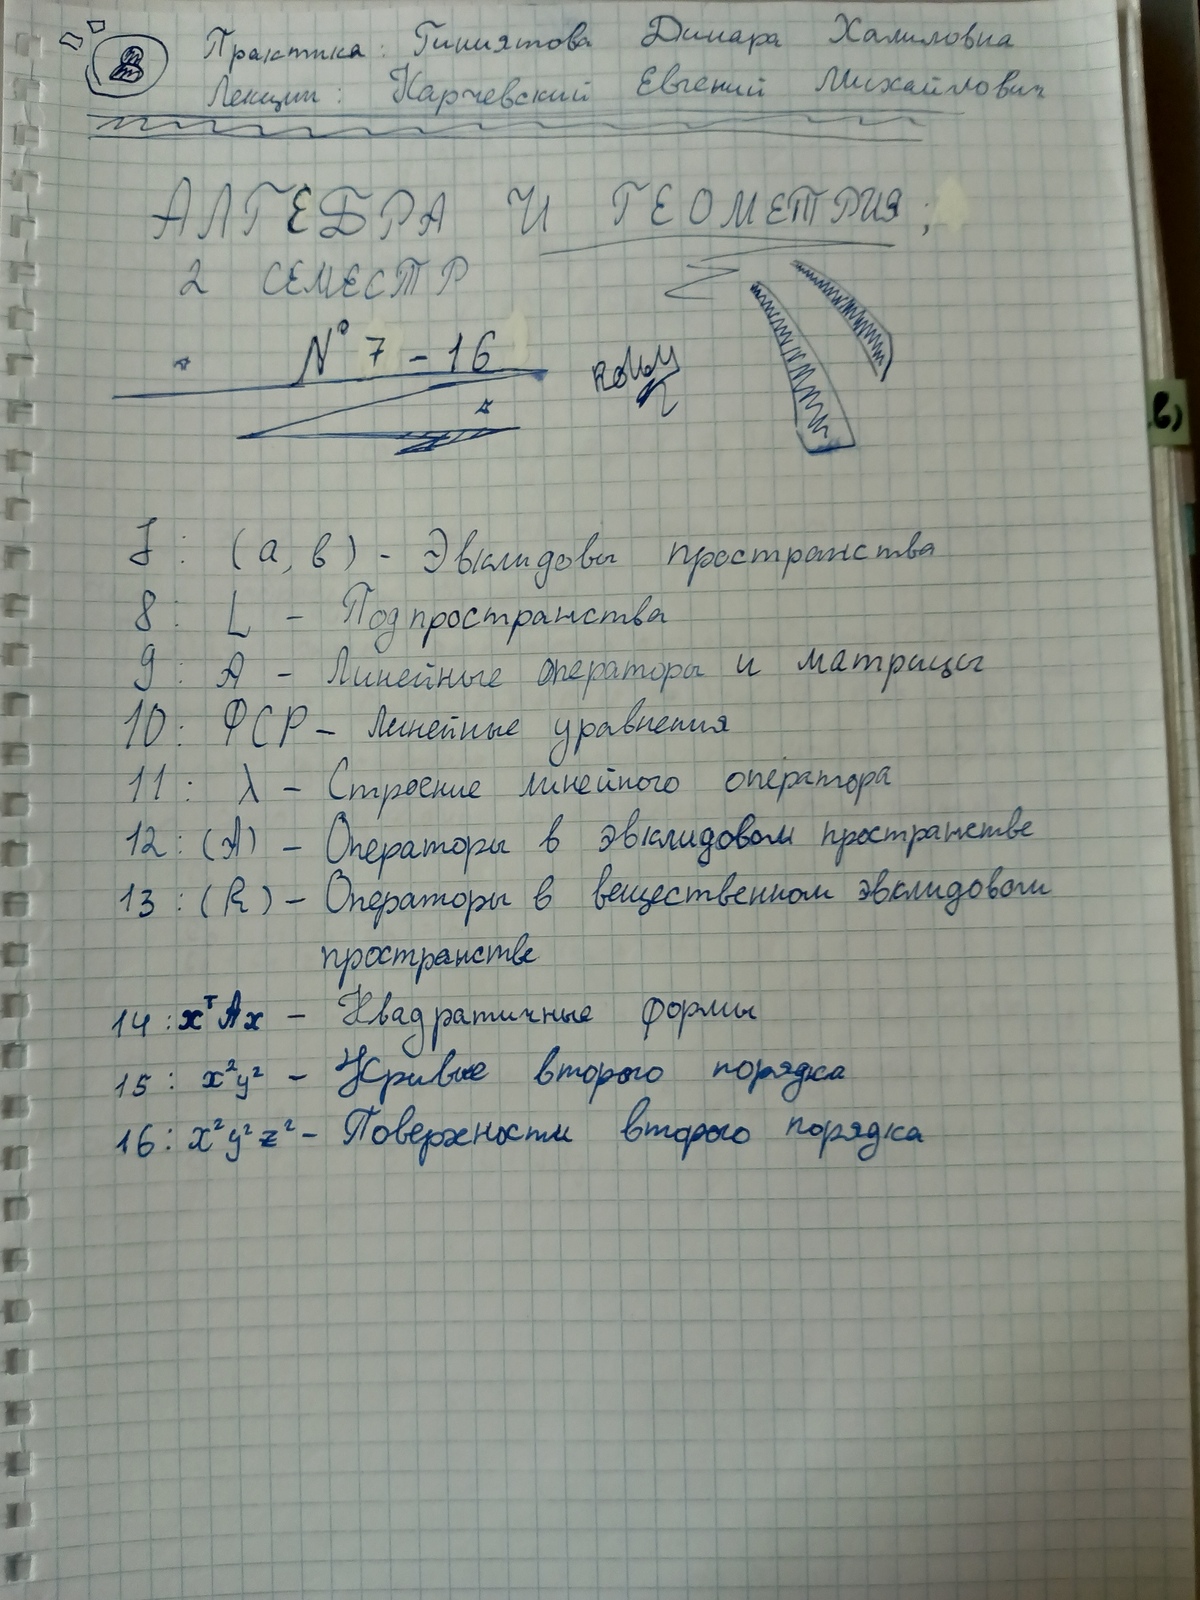 Практика: Гиниятова Динара Халиловна
Лекции: Карчевский Евгений Михайлович
АЛГЕБРА И ГЕОМЕТРИЯ;
2 СЕМЕСТР
№ 7 - 16
7: (а, в) - Эвклидовы пространства
8: L - Подпространства
9: A - Линейные операторы и матрицы
10: ФСР - Линейные уравнения
11: λ - Строение линейного оператора
12: (A) - Операторы в эвклидовом пространстве
13: (R) - Операторы в вещественном эвклидовом
пространстве
14: xᵀAx - Квадратичные формы
15: x²y² - Кривые второго порядка
16: x²y²z² - Поверхности второго порядка
в)